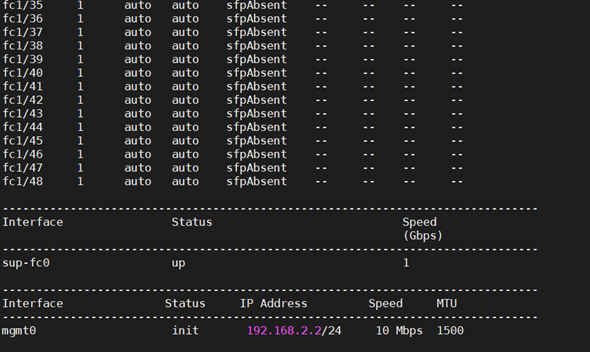 fc1/35 1 auto auto sfpAbsent -- -- -- --
fc1/36 1 auto auto sfpAbsent -- -- -- --
fc1/37 1 auto auto sfpAbsent -- -- -- --
fc1/38 1 auto auto sfpAbsent -- -- -- --
fc1/39 1 auto auto sfpAbsent -- -- -- --
fc1/40 1 auto auto sfpAbsent -- -- -- --
fc1/41 1 auto auto sfpAbsent -- -- -- --
fc1/42 1 auto auto sfpAbsent -- -- -- --
fc1/43 1 auto auto sfpAbsent -- -- -- --
fc1/44 1 auto auto sfpAbsent -- -- -- --
fc1/45 1 auto auto sfpAbsent -- -- -- --
fc1/46 1 auto auto sfpAbsent -- -- -- --
fc1/47 1 auto auto sfpAbsent -- -- -- --
fc1/48 1 auto auto sfpAbsent -- -- -- --
-------------------------------------------------------------------------------
Interface Status Speed
(Gbps)
-------------------------------------------------------------------------------
sup-fc0 up 1
-------------------------------------------------------------------------------
Interface Status IP Address Speed MTU
-------------------------------------------------------------------------------
mgmt0 init 192.168.2.2/24 10 Mbps 1500